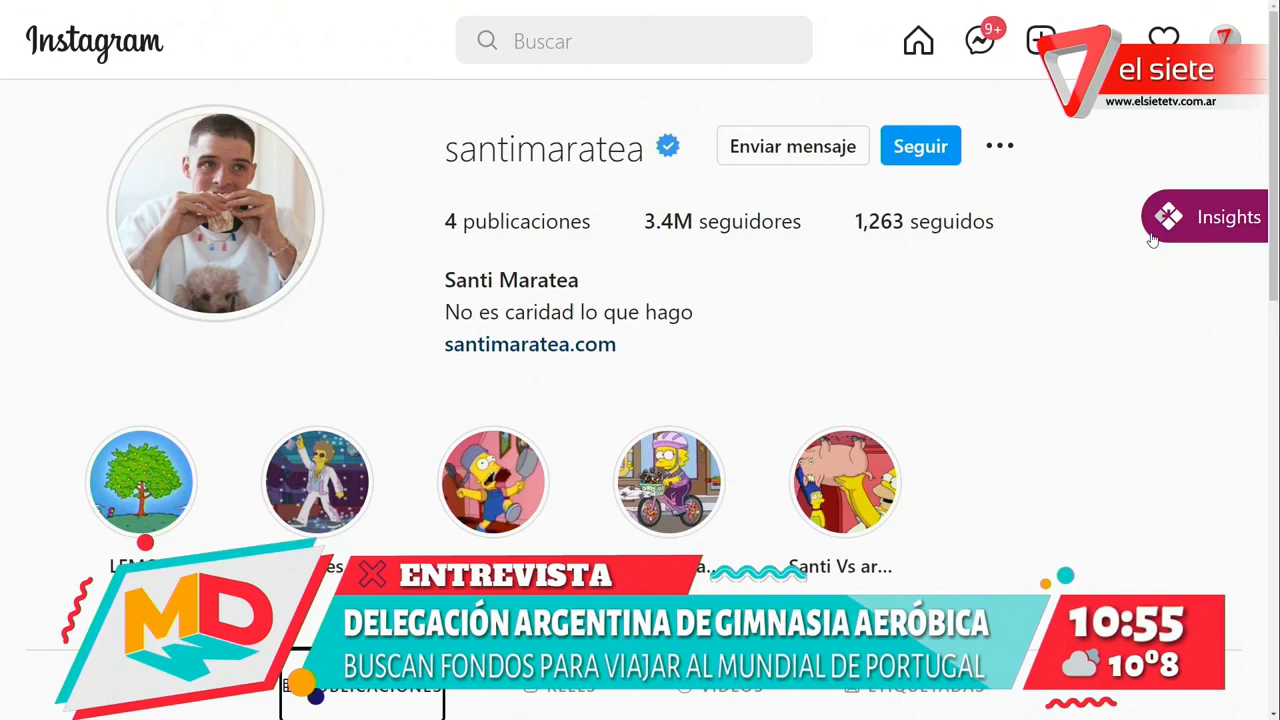 Instagram
Buscar
9+
el siete
www.elsietetv.com.ar
santimaratea
Enviar mensaje
Seguir
4 publicaciones
3.4M seguidores
1,263 seguidos
Insights
Santi Maratea
No es caridad lo que hago
santimaratea.com
Santi Vs ar...
MD
ENTREVISTA
DELEGACIÓN ARGENTINA DE GIMNASIA AERÓBICA
BUSCAN FONDOS PARA VIAJAR AL MUNDIAL DE PORTUGAL
10:55
10º8